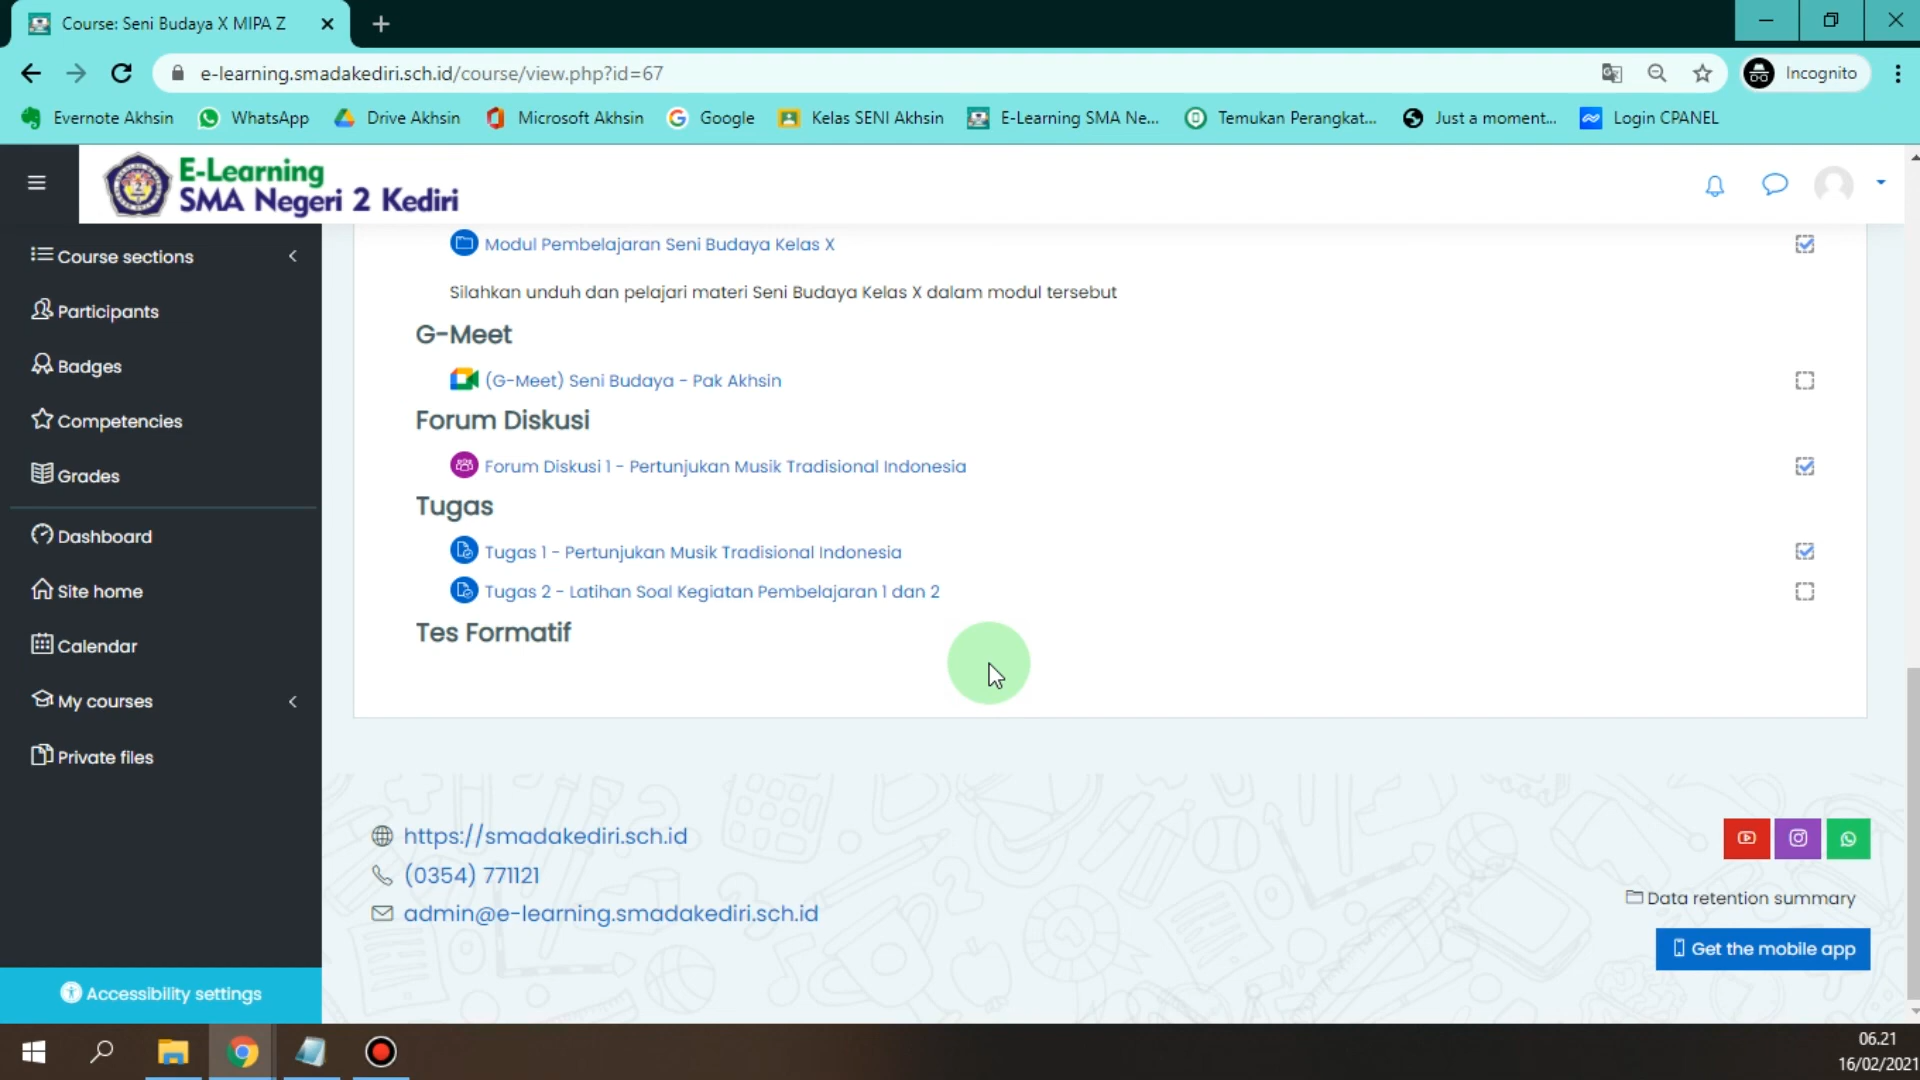 Course: Seni Budaya X MIPA Z
e-learning.smadakediri.sch.id/course/view.php?id=67
Incognito
Evernote Akhsin
WhatsApp
Drive Akhsin
Microsoft Akhsin
Google
Kelas SENI Akhsin
E-Learning SMA Ne...
Temukan Perangkat...
Just a moment...
Login CPANEL
E-Learning
SMA Negeri 2 Kediri
Course sections
Participants
Badges
Competencies
Grades
Dashboard
Site home
Calendar
My courses
Private files
Accessibility settings
Modul Pembelajaran Seni Budaya Kelas X
Silahkan unduh dan pelajari materi Seni Budaya Kelas X dalam modul tersebut
G-Meet
(G-Meet) Seni Budaya - Pak Akhsin
Forum Diskusi
Forum Diskusi 1 - Pertunjukan Musik Tradisional Indonesia
Tugas
Tugas 1 - Pertunjukan Musik Tradisional Indonesia
Tugas 2 - Latihan Soal Kegiatan Pembelajaran 1 dan 2
Tes Formatif
https://smadakediri.sch.id
(0354) 771121
admin@e-learning.smadakediri.sch.id
Data retention summary
Get the mobile app
06.21
16/02/2021